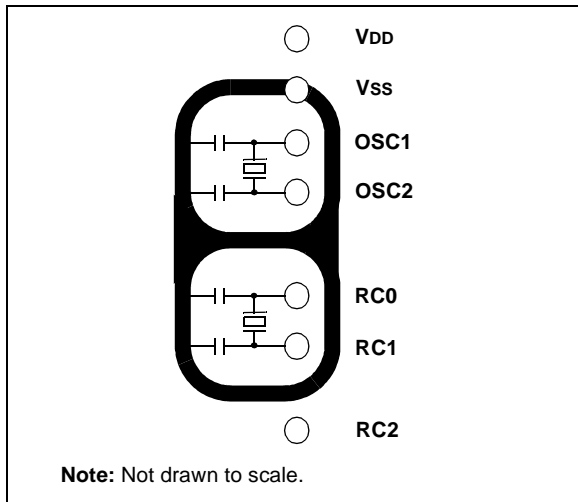 VDD
VSS
OSC1
OSC2
RC0
RC1
RC2
Note: Not drawn to scale.